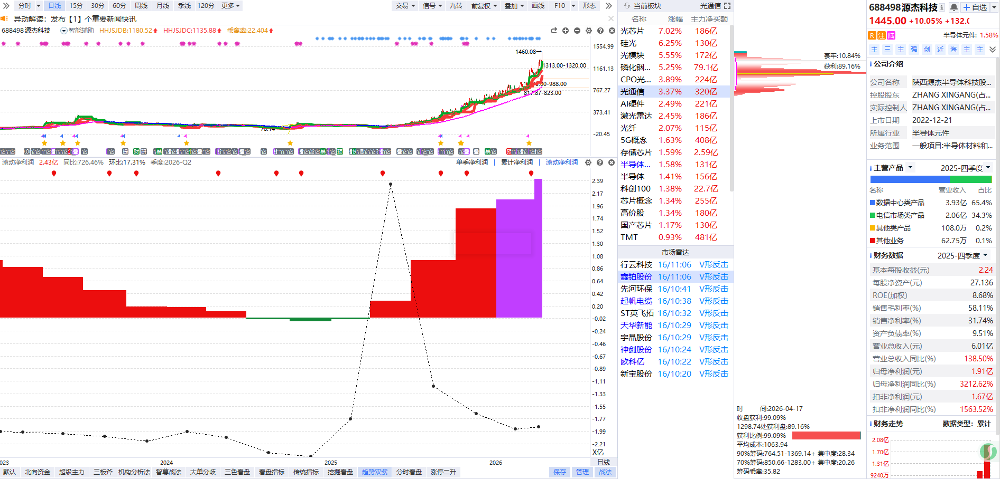 分时 日线 15分 30分 60分 周线 月线 季线 120分 更多
交易 信号 九转 前复权 叠加 画线 F10 形态
异动解读：发布【1】个重要新闻快讯
688498 源杰科技 智能辅助 HHJSJDB:1180.52 HHJSJDC:1135.88 乖离率:22.404
1554.99
1460.08→
1161.13
1313.00-1320.00
00-988.00
767.27
817.87-823.00
373.41
-20.45
滚动净利润 2.43亿 同比:726.46% 环比:17.31% 季度:2026-Q2
单季净利润 | 累计净利润 | 滚动净利润
2.39
2.17
1.96
1.74
1.52
1.30
1.08
0.86
0.64
0.42
0.20
-0.02
-0.24
-0.46
-0.67
-0.89
-1.11
-1.33
-1.55
-1.77
-1.99
-2.21
X亿
023 2024 2025 2026 日线
默认 北向资金 超级主力 三板斧 机构分析法 智尊战法 大单分歧 三色看盘 看盘指标 传统指标 挖掘看盘 趋势双紫 分时看盘 涨停二升 保存 管理 战法
当前板块 光通信
名称 涨幅 主力净买额
光芯片 7.02% 186亿
硅光 6.25% 130亿
光模块 5.55% 172亿
磷化铟... 5.25% 79.1亿
CPO光... 3.89% 224亿
光通信 3.37% 320亿
AI硬件 2.49% 221亿
激光雷达 2.45% 186亿
光纤 2.07% 115亿
5G概念 1.63% 408亿
存储芯片 1.59% 2.59亿
半导体... 1.58% 131亿
半导体 1.41% 156亿
科创100 1.38% 22.7亿
芯片概念 1.34% 255亿
高价股 1.34% 180亿
国产芯片 1.17% 130亿
TMT 0.93% 481亿
市场雷达
行云科技 16/11:06 V形反击
鑫铂股份 16/11:06 V形反击
先河环保 16/10:41 V形反击
起帆电缆 16/10:38 V形反击
ST英飞拓 16/10:32 V形反击
天华新能 16/10:29 V形反击
宇晶股份 16/10:29 V形反击
神剑股份 16/10:24 V形反击
欧科亿 16/10:22 V形反击
新宝股份 16/10:20 V形反击
套牢:10.84%
获利:89.16%
时 间:2026-04-17
收盘获利:99.09%
1298.74处获利盘:89.16%
获利比例:99.09%
平均成本:1063.94
90%筹码:764.51-1369.14+ 集中度:28.34
70%筹码:850.66-1283.00+ 集中度:20.26
筹码乖离:35.82
688498 源杰科技 自选
1445.00 +10.05% +132.0
R 注 陆 半导体元件: 1.58%
主 三 主 强 创 近 海 主 主
公司介绍
公司名称 陕西源杰半导体科技股...
控股股东 ZHANG XINGANG(占...
实际控制人 ZHANG XINGANG(占...
上市日期 2022-12-21
所属行业 半导体元件
业务范围 一般项目:半导体材料和...
主营产品 2025-四季度
名称 营业收入 占比
数据中心类产品 3.93亿 65.4%
电信市场类产品 2.06亿 34.3%
其他类产品 108.0万 0.2%
其他业务 62.75万 0.1%
财务数据 2025-四季度
基本每股收益(元) 2.24
每股净资产(元) 27.136
ROE(加权) 8.68%
销售毛利率(%) 58.11%
销售净利率(%) 31.74%
资产负债率(%) 9.51%
营业总收入(元) 6.01亿
营业总收入同比(%) 138.50%
归母净利润(元) 1.91亿
归母净利润同比(%) 3212.62%
扣非净利润(元) 1.67亿
扣非净利润同比(%) 1563.52%
财务走势 数据类型：累计
2.08亿
1.70亿
1.31亿
9240万